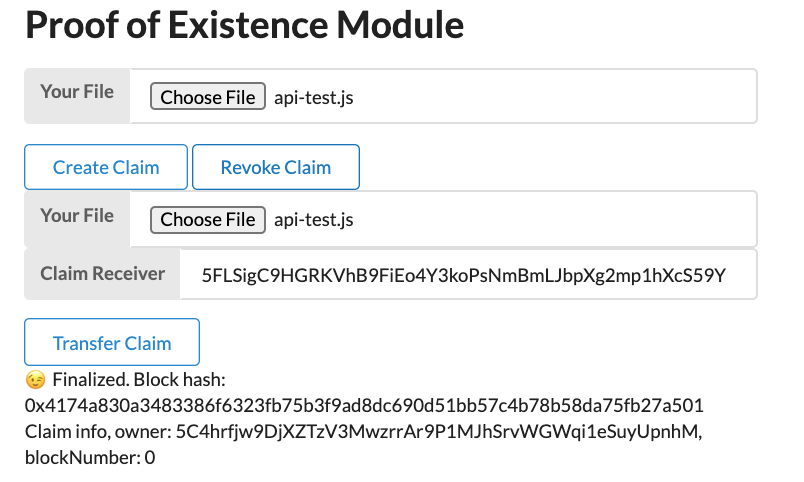 Proof of Existence Module
Your File Choose File api-test.js
Create Claim Revoke Claim
Your File Choose File api-test.js
Claim Receiver 5FLSigC9HGRKVhB9FiEo4Y3koPsNmBmLJbpXg2mp1hXcS59Y
Transfer Claim
😉 Finalized. Block hash:
0x4174a830a3483386f6323fb75b3f9ad8dc690d51bb57c4b78b58da75fb27a501
Claim info, owner: 5C4hrfjw9DjXZTzV3MwzrrAr9P1MJhSrvWGWqi1eSuyUpnhM,
blockNumber: 0